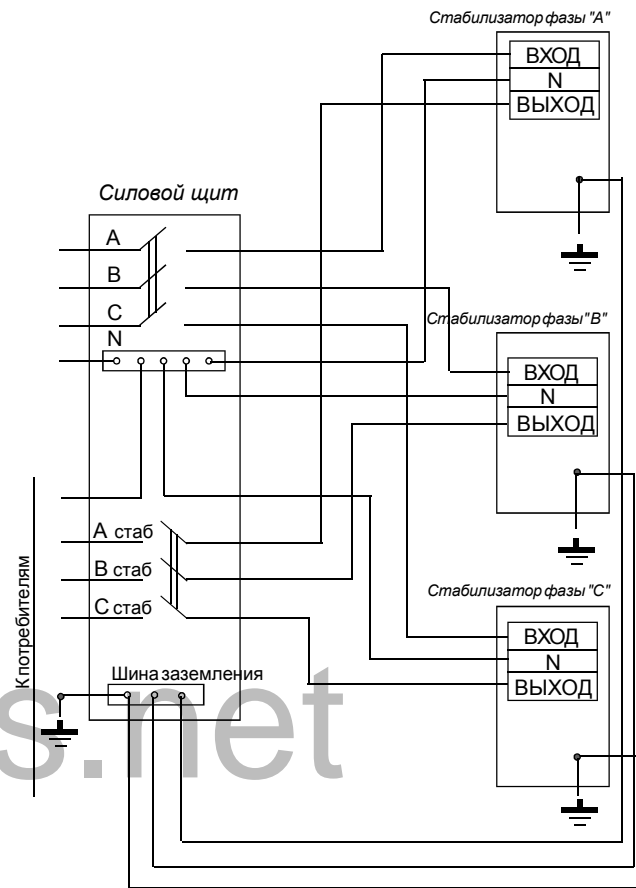 Стабилизатор фазы "А"
ВХОД
N
ВЫХОД
Силовой щит
А
В
С
N
Стабилизатор фазы "В"
ВХОД
N
ВЫХОД
А стаб
В стаб
С стаб
К потребителям
Шина заземления
Стабилизатор фазы "С"
ВХОД
N
ВЫХОД
s.net